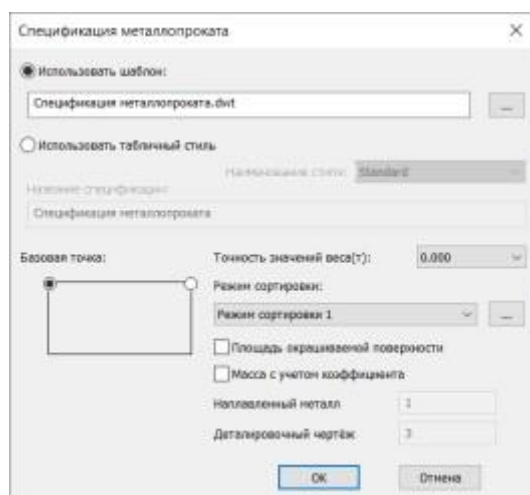 Спецификация металлопроката
Использовать шаблон:
Спецификация металлопроката.dwt
...
Использовать табличный стиль
Наименование стиля: Standard
Название спецификации:
Спецификация металлопроката
Базовая точка:
Точность значений веса(т): 0.000
Режим сортировки:
Режим сортировки 1
...
Площадь окрашиваемой поверхности
Масса с учетом коэффициента
Наплавленный металл 1
Деталировочный чертёж 3
OK
Отмена